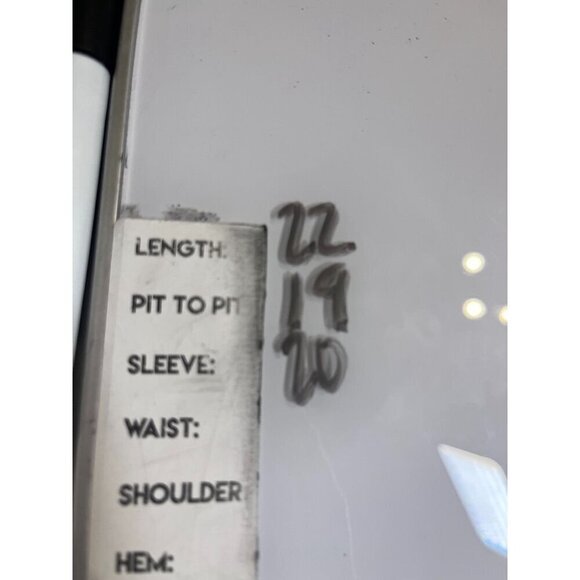 LENGTH: 22
PIT TO PIT 19
SLEEVE: 20
WAIST:
SHOULDER
HEM: